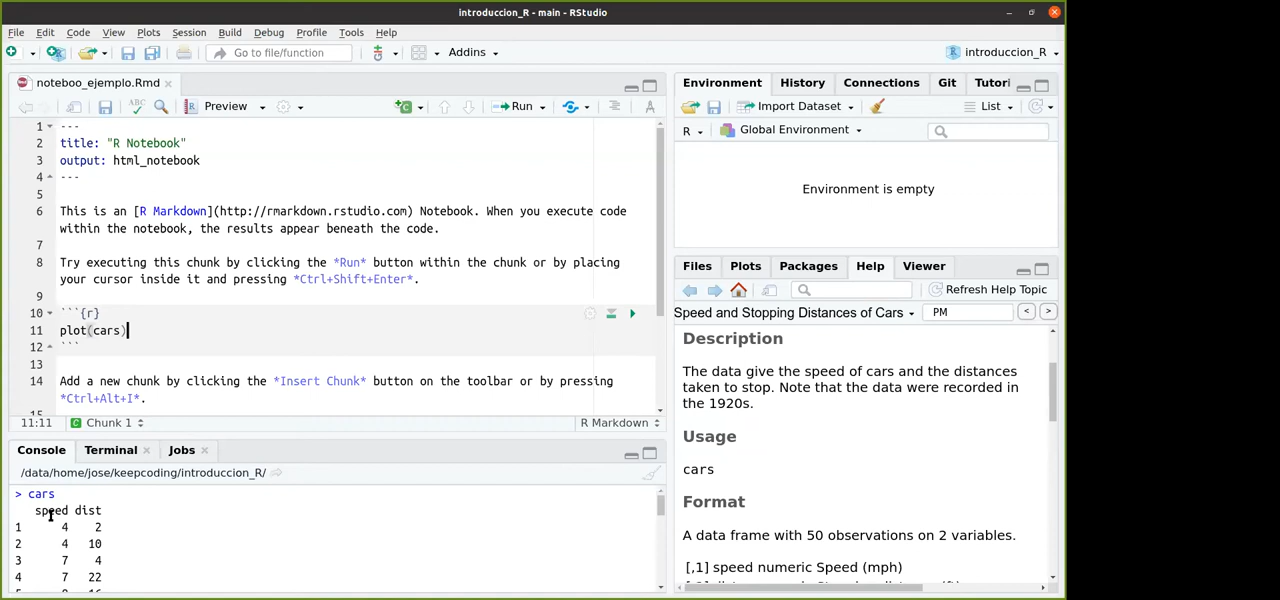 introduccion_R - main - RStudio
File Edit Code View Plots Session Build Debug Profile Tools Help
Go to file/function Addins introduccion_R
noteboo_ejemplo.Rmd
Preview Run
1 ---
2 title: "R Notebook"
3 output: html_notebook
4 ---
5
6 This is an [R Markdown](http://rmarkdown.rstudio.com) Notebook. When you execute code
within the notebook, the results appear beneath the code.
7
8 Try executing this chunk by clicking the *Run* button within the chunk or by placing
your cursor inside it and pressing *Ctrl+Shift+Enter*.
9
10 ```{r}
11 plot(cars)
12 ```
13
14 Add a new chunk by clicking the *Insert Chunk* button on the toolbar or by pressing
*Ctrl+Alt+I*.
15
11:11 Chunk 1 R Markdown
Console Terminal Jobs
/data/home/jose/keepcoding/introduccion_R/
> cars
speed dist
1 4 2
2 4 10
3 7 4
4 7 22
Environment History Connections Git Tutori
Import Dataset List
R Global Environment
Environment is empty
Files Plots Packages Help Viewer
Refresh Help Topic
Speed and Stopping Distances of Cars PM < >
Description
The data give the speed of cars and the distances
taken to stop. Note that the data were recorded in
the 1920s.
Usage
cars
Format
A data frame with 50 observations on 2 variables.
[,1] speed numeric Speed (mph)